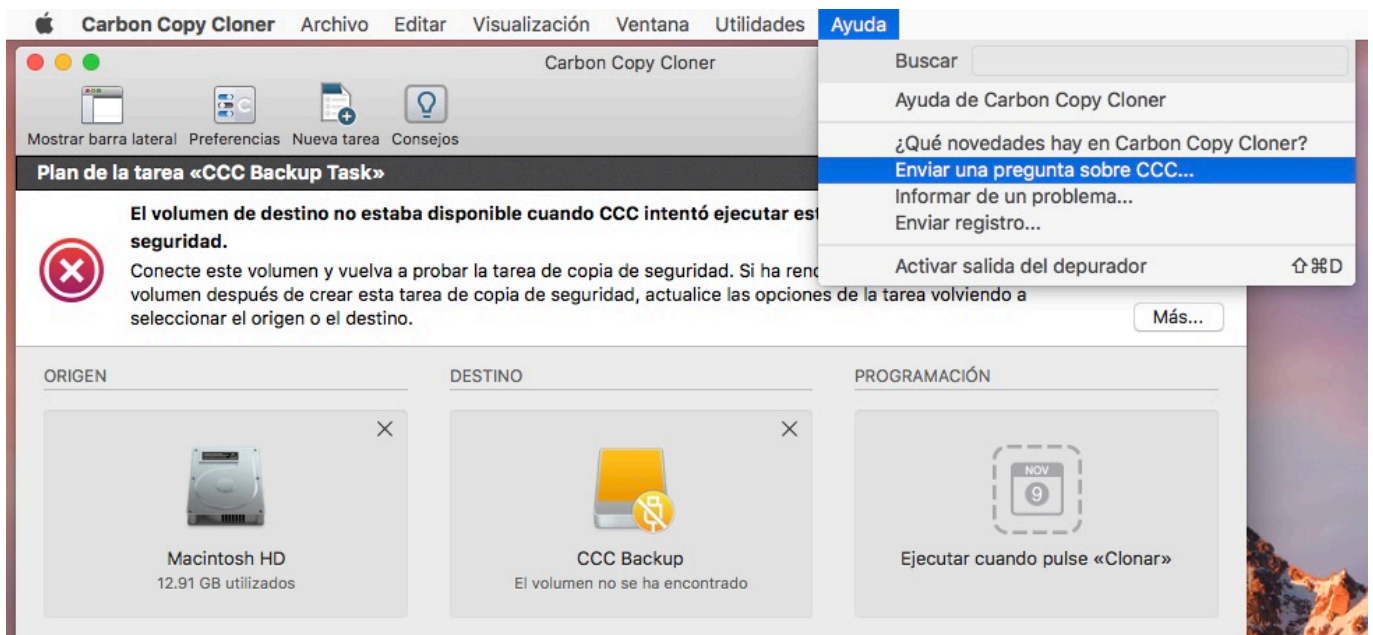 Carbon Copy Cloner Archivo Editar Visualización Ventana Utilidades Ayuda
Carbon Copy Cloner
Mostrar barra lateral Preferencias Nueva tarea Consejos
Buscar
Ayuda de Carbon Copy Cloner
¿Qué novedades hay en Carbon Copy Cloner?
Enviar una pregunta sobre CCC...
Informar de un problema...
Enviar registro...
Activar salida del depurador ⇧⌘D
Plan de la tarea «CCC Backup Task»
El volumen de destino no estaba disponible cuando CCC intentó ejecutar est
seguridad.
Conecte este volumen y vuelva a probar la tarea de copia de seguridad. Si ha reno
volumen después de crear esta tarea de copia de seguridad, actualice las opciones de la tarea volviendo a
seleccionar el origen o el destino.
Más...
ORIGEN DESTINO PROGRAMACIÓN
NOV
9
Macintosh HD CCC Backup Ejecutar cuando pulse «Clonar»
12.91 GB utilizados El volumen no se ha encontrado